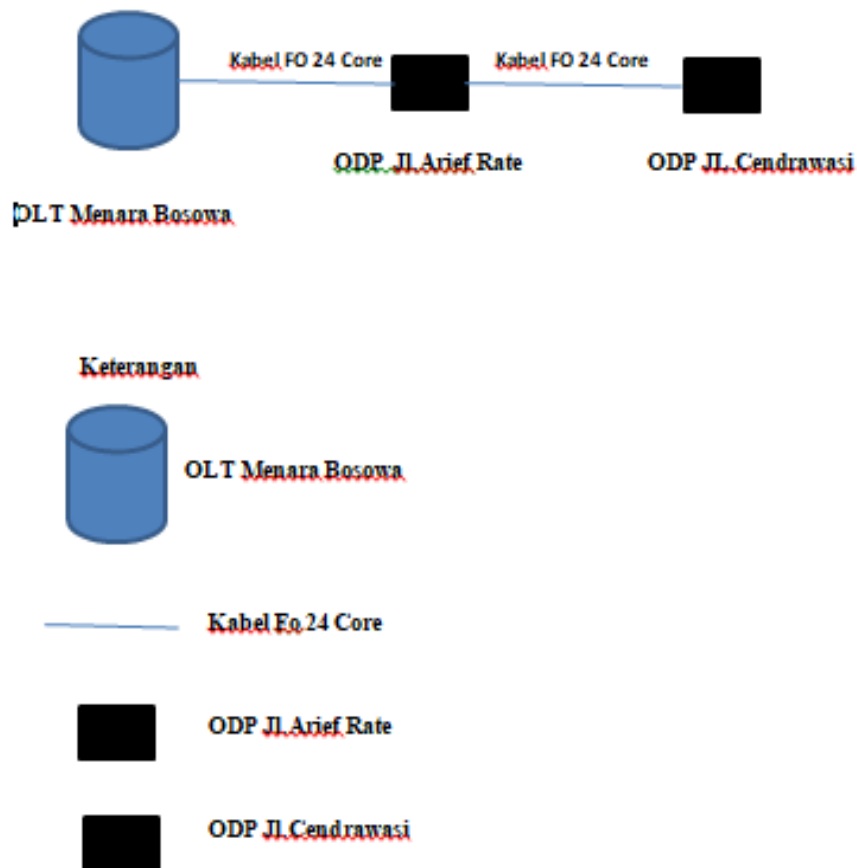 Kabel FO 24 Core Kabel FO 24 Core
ODP Jl.Arief Rate ODP JL.Cendrawasi
OLT Menara Bosowa
Keterangan
OLT Menara Bosowa
Kabel Fo 24 Core
ODP Jl.Arief Rate
ODP Jl.Cendrawasi